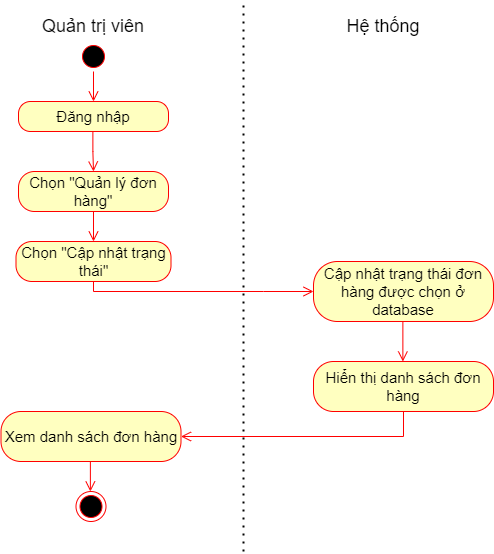 Quản trị viên
Hệ thống
Đăng nhập
Chọn "Quản lý đơn
hàng"
Chọn "Cập nhật trạng
thái"
Cập nhật trạng thái đơn
hàng được chọn ở
database
Hiển thị danh sách đơn
hàng
Xem danh sách đơn hàng